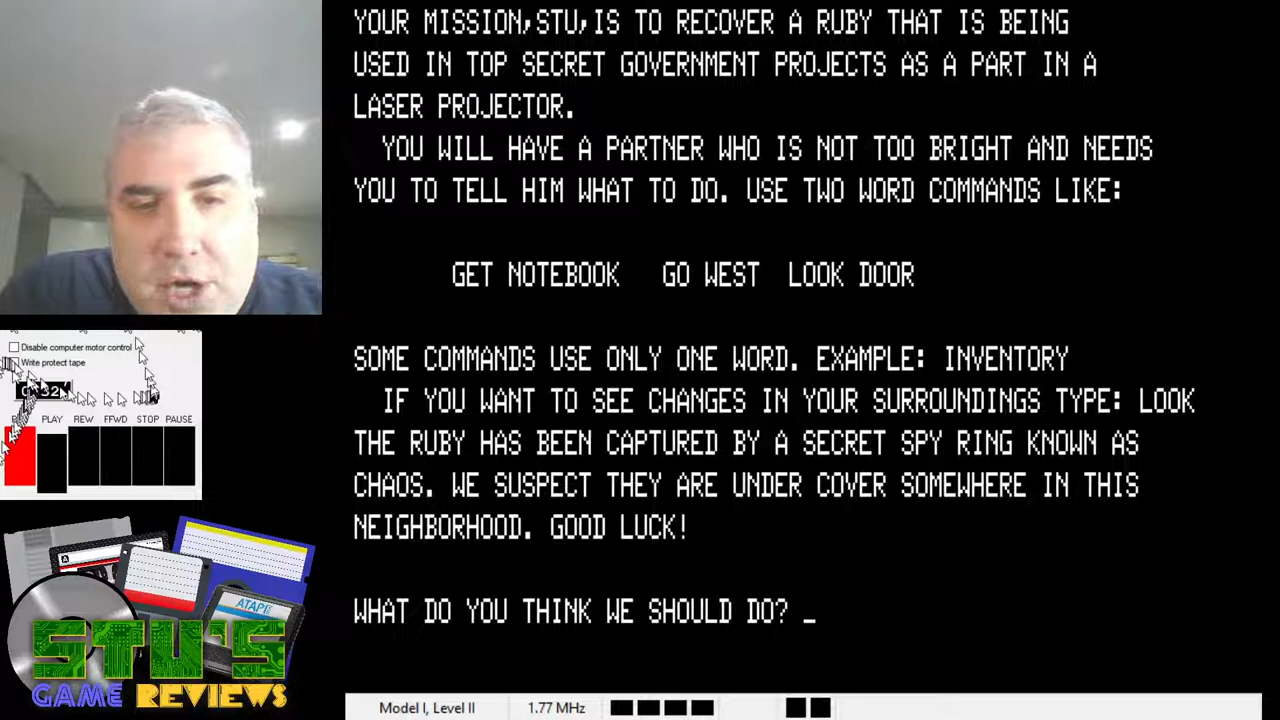 YOUR MISSION,STU,IS TO RECOVER A RUBY THAT IS BEING
USED IN TOP SECRET GOVERNMENT PROJECTS AS A PART IN A
LASER PROJECTOR.
YOU WILL HAVE A PARTNER WHO IS NOT TOO BRIGHT AND NEEDS
YOU TO TELL HIM WHAT TO DO. USE TWO WORD COMMANDS LIKE:
GET NOTEBOOK GO WEST LOOK DOOR
SOME COMMANDS USE ONLY ONE WORD. EXAMPLE: INVENTORY
IF YOU WANT TO SEE CHANGES IN YOUR SURROUNDINGS TYPE: LOOK
THE RUBY HAS BEEN CAPTURED BY A SECRET SPY RING KNOWN AS
CHAOS. WE SUSPECT THEY ARE UNDER COVER SOMEWHERE IN THIS
NEIGHBORHOOD. GOOD LUCK!
WHAT DO YOU THINK WE SHOULD DO? _
Disable computer motor control
Write protect tape
PLAY REW FFWD STOP PAUSE
ATAPI
STU'S
GAME REVIEWS
Model I, Level II 1.77 MHz